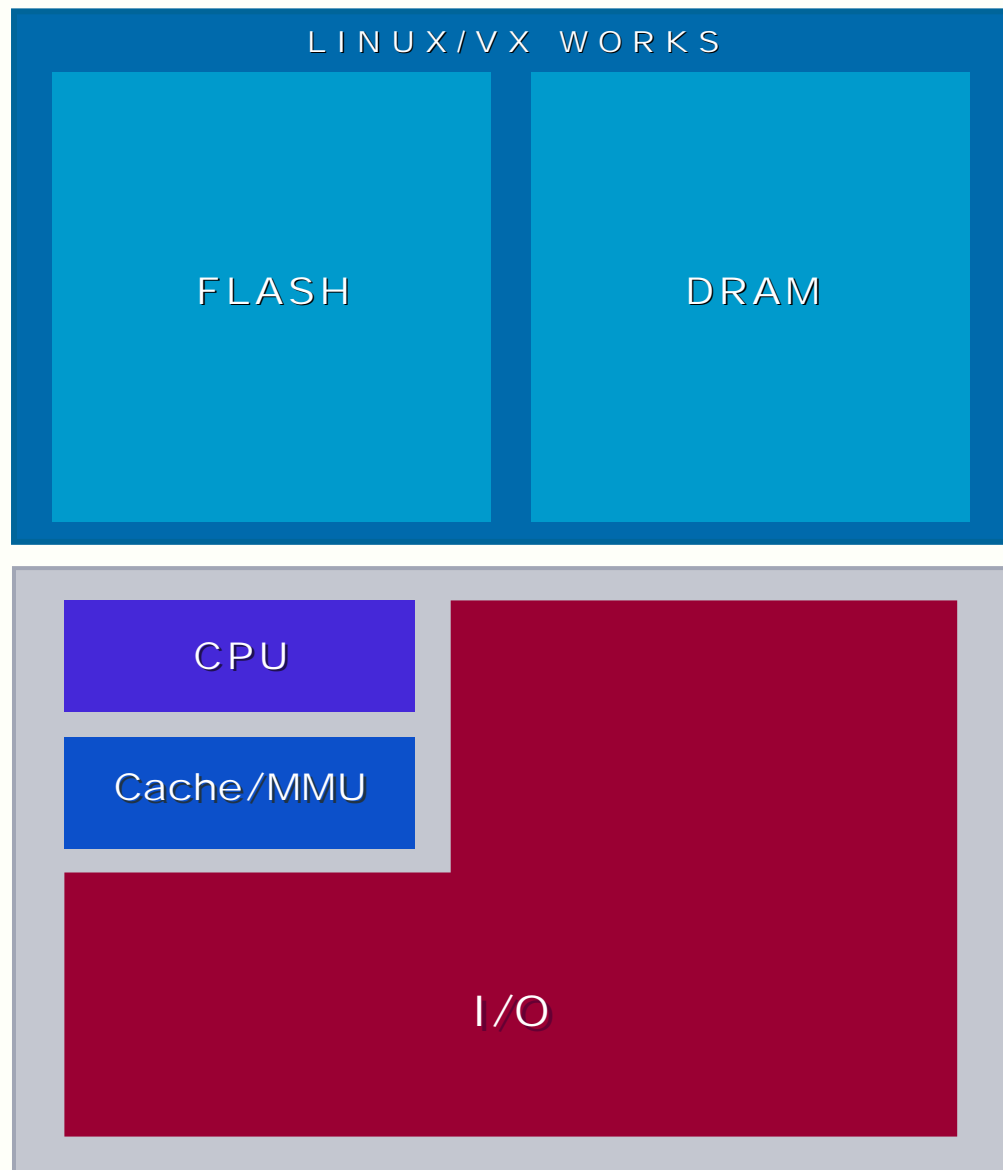 LINUX/VX WORKS
FLASH
DRAM
CPU
Cache/MMU
I/O